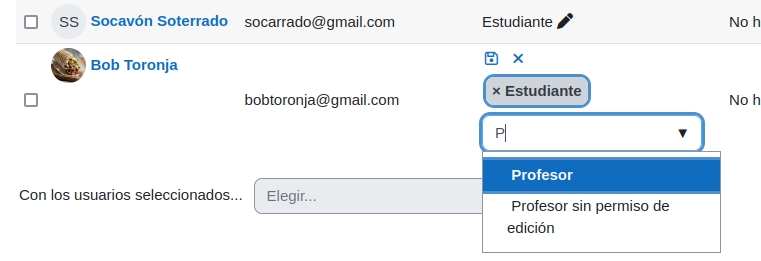 SS Socavón Soterrado socarrado@gmail.com Estudiante No h
Bob Toronja
× Estudiante
bobtoronja@gmail.com No h
P
Profesor
Con los usuarios seleccionados... Elegir...
Profesor sin permiso de
edición